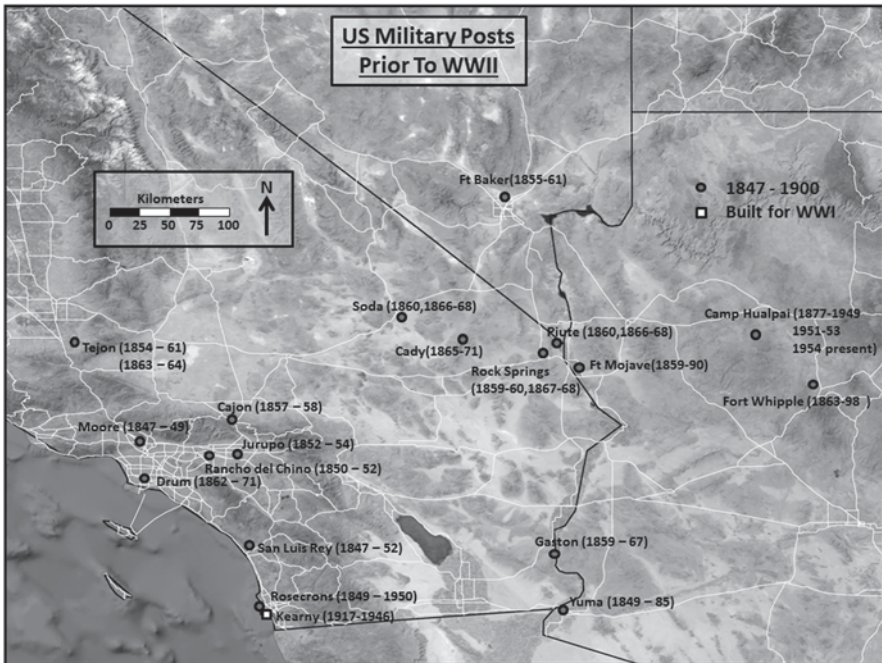 US Military Posts
Prior To WWII
Kilometers
0 25 50 75 100
N
1847 - 1900
Built for WWI
Ft Baker(1855-61)
Soda (1860,1866-68)
Cady(1865-71)
Piute (1860,1866-68)
Rock Springs
(1859-60,1867-68)
Ft Mojave(1859-90)
Camp Hualpai (1877-1949
1951-53
1954 present)
Fort Whipple (1863-98 )
Tejon (1854 – 61)
(1863 – 64)
Cajon (1857 – 58)
Moore (1847 – 49)
Jurupo (1852 – 54)
Rancho del Chino (1850 – 52)
Drum (1862 – 71)
San Luis Rey (1847 – 52)
Gaston (1859 – 67)
Rosecrons (1849 – 1950)
Kearny (1917-1946)
Yuma (1849 – 85)